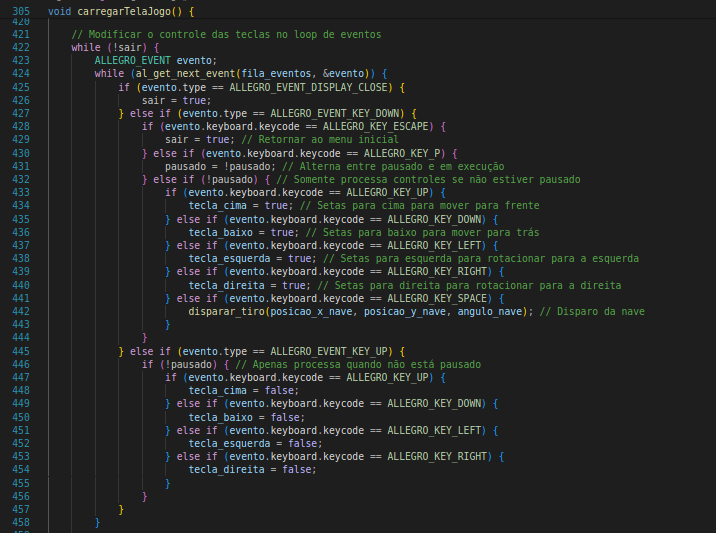 305 void carregarTelaJogo() {
420
421 // Modificar o controle das teclas no loop de eventos
422 while (!sair) {
423 ALLEGRO_EVENT evento;
424 while (al_get_next_event(fila_eventos, &evento)) {
425 if (evento.type == ALLEGRO_EVENT_DISPLAY_CLOSE) {
426 sair = true;
427 } else if (evento.type == ALLEGRO_EVENT_KEY_DOWN) {
428 if (evento.keyboard.keycode == ALLEGRO_KEY_ESCAPE) {
429 sair = true; // Retornar ao menu inicial
430 } else if (evento.keyboard.keycode == ALLEGRO_KEY_P) {
431 pausado = !pausado; // Alterna entre pausado e em execução
432 } else if (!pausado) { // Somente processa controles se não estiver pausado
433 if (evento.keyboard.keycode == ALLEGRO_KEY_UP) {
434 tecla_cima = true; // Setas para cima para mover para frente
435 } else if (evento.keyboard.keycode == ALLEGRO_KEY_DOWN) {
436 tecla_baixo = true; // Setas para baixo para mover para trás
437 } else if (evento.keyboard.keycode == ALLEGRO_KEY_LEFT) {
438 tecla_esquerda = true; // Setas para esquerda para rotacionar para a esquerda
439 } else if (evento.keyboard.keycode == ALLEGRO_KEY_RIGHT) {
440 tecla_direita = true; // Setas para direita para rotacionar para a direita
441 } else if (evento.keyboard.keycode == ALLEGRO_KEY_SPACE) {
442 disparar_tiro(posicao_x_nave, posicao_y_nave, angulo_nave); // Disparo da nave
443 }
444 }
445 } else if (evento.type == ALLEGRO_EVENT_KEY_UP) {
446 if (!pausado) { // Apenas processa quando não está pausado
447 if (evento.keyboard.keycode == ALLEGRO_KEY_UP) {
448 tecla_cima = false;
449 } else if (evento.keyboard.keycode == ALLEGRO_KEY_DOWN) {
450 tecla_baixo = false;
451 } else if (evento.keyboard.keycode == ALLEGRO_KEY_LEFT) {
452 tecla_esquerda = false;
453 } else if (evento.keyboard.keycode == ALLEGRO_KEY_RIGHT) {
454 tecla_direita = false;
455 }
456 }
457 }
458 }